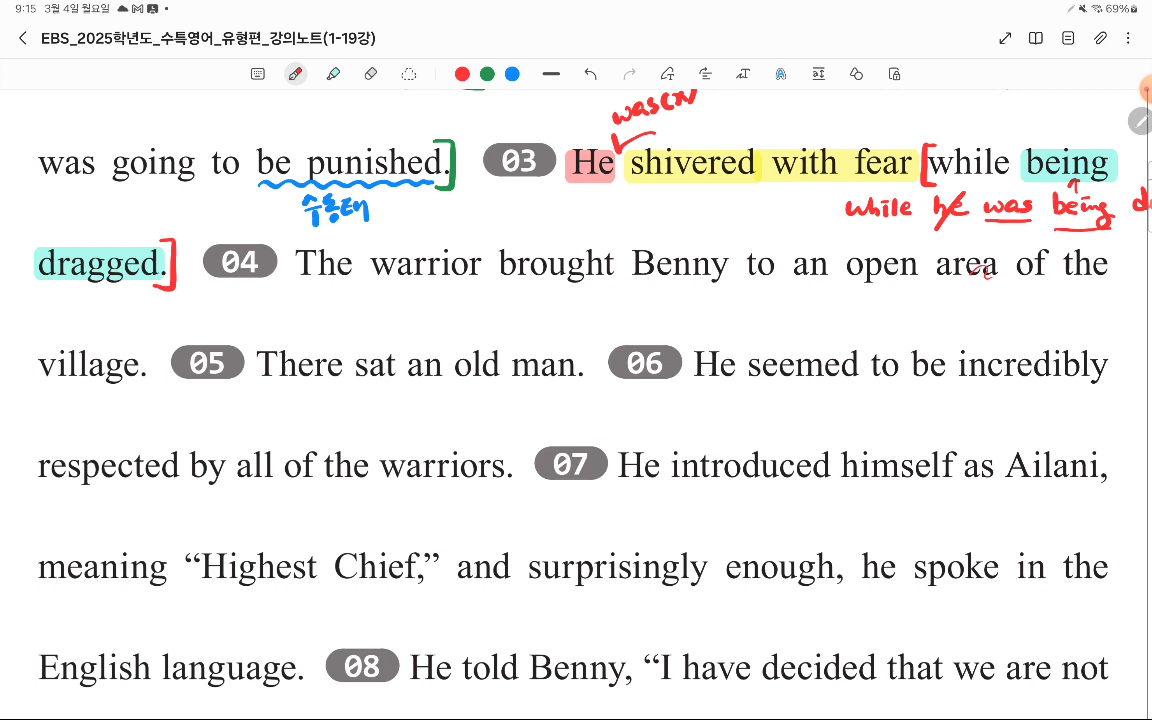 9:15 3월 4일 월요일 69%
EBS_2025학년도_수특영어_유형편_강의노트(1-19강)
was(X)
was going to be punished. 03 He shivered with fear [while being
수동태 while he was being
dragged.] 04 The warrior brought Benny to an open area of the
village. 05 There sat an old man. 06 He seemed to be incredibly
respected by all of the warriors. 07 He introduced himself as Ailani,
meaning “Highest Chief,” and surprisingly enough, he spoke in the
English language. 08 He told Benny, “I have decided that we are not